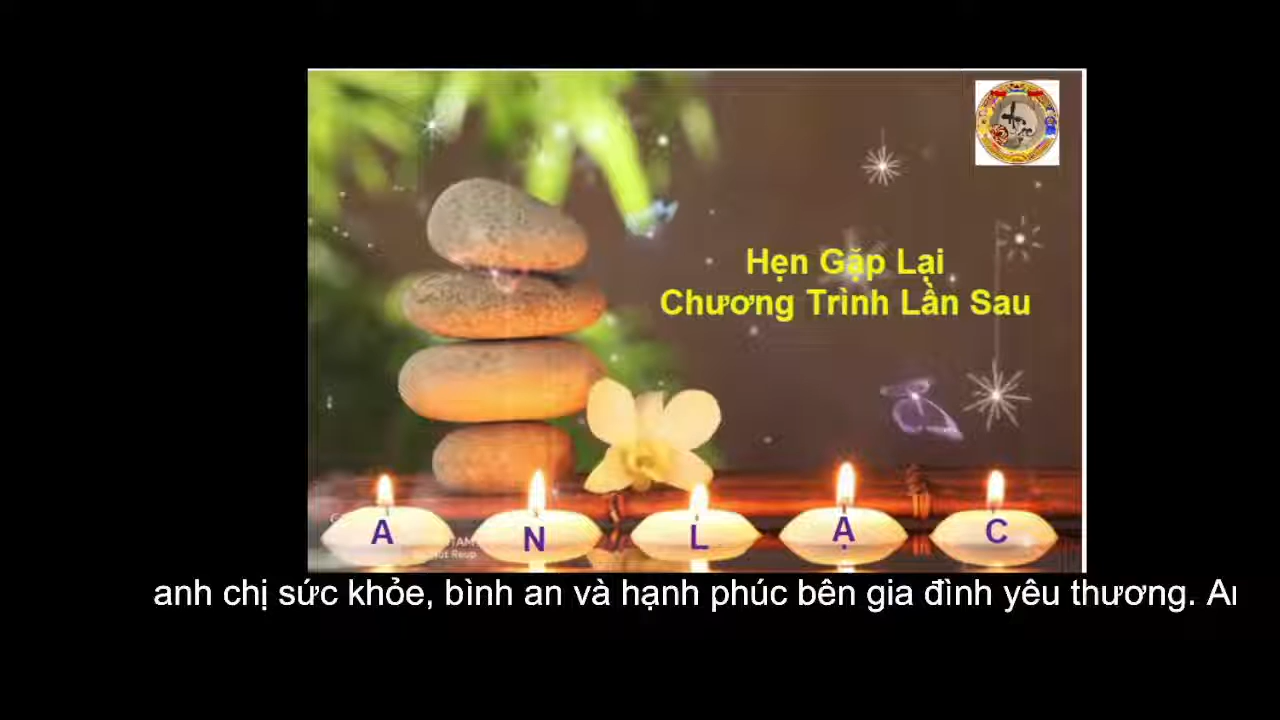 Hẹn Gặp Lại
Chương Trình Lần Sau
A N L Ạ C
anh chị sức khỏe, bình an và hạnh phúc bên gia đình yêu thương.